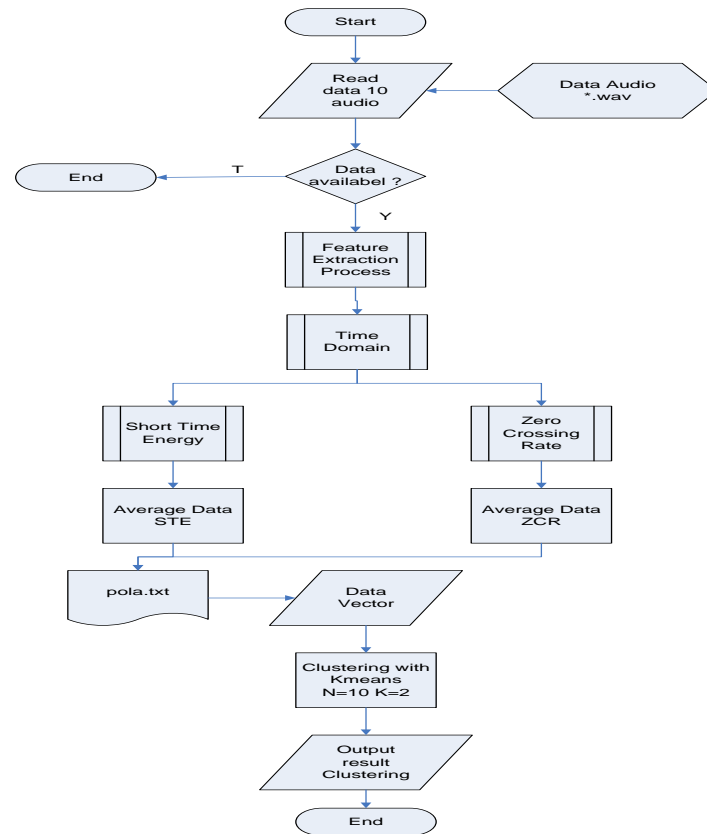 Start
Read
data 10
audio
Data Audio
*.wav
Data
availabel ?
T
End
Y
Feature
Extraction
Process
Time
Domain
Short Time
Energy
Zero
Crossing
Rate
Average Data
STE
Average Data
ZCR
pola.txt
Data
Vector
Clustering with
Kmeans
N=10 K=2
Output
result
Clustering
End